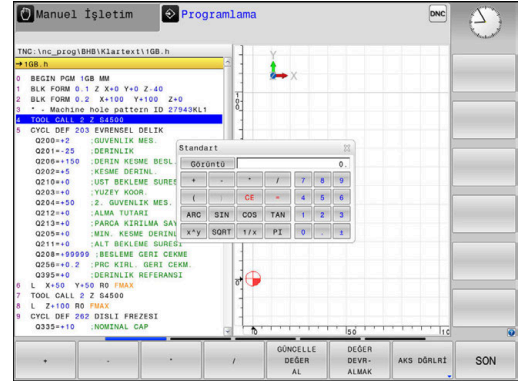 Manuel İşletim
Programlama
DNC
TNC:\nc_prog\BHB\Klartext\1GB.h
→1GB.h
0 BEGIN PGM 1GB MM
1 BLK FORM 0.1 Z X+0 Y+0 Z-40
2 BLK FORM 0.2 X+100 Y+100 Z+0
3 * - Machine hole pattern ID 27943KL1
4 TOOL CALL 2 Z S4500
5 CYCL DEF 203 EVRENSEL DELIK
Q200=+2 ;GUVENLIK MES.
Q201=-25 ;DERINLIK
Q206=+150 ;DERIN KESME BESL.
Q202=+5 ;KESME DERINL.
Q210=+0 ;UST BEKLEME SURESI
Q203=+0 ;YUZEY KOOR.
Q204=+50 ;2. GUVENLIK MES.
Q212=+0 ;ALMA TUTARI
Q213=+0 ;PARCA KIRILMA SAY
Q205=+0 ;MIN. KESME DERINL
Q211=+0 ;ALT BEKLEME SURESI
Q208=+99999 ;BESLEME GERI CEKME
Q256=+0.2 ;PRC KIRL. GERI CEKM.
Q395=+0 ;DERINLIK REFERANSI
6 L X+50 Y+50 R0 FMAX
7 TOOL CALL 2 Z S4500
8 L Z+100 R0 FMAX
9 CYCL DEF 262 DISLI FREZESI
Q335=+10 ;NOMINAL CAP
Y
X
0
50
Standart
Görüntü 0.
+ - * / 7 8 9
( ) CE = 4 5 6
ARC SIN COS TAN 1 2 3
x^y SQRT 1/x PI 0 . ±
+ - * /
GÜNCELLE DEĞER AL
DEĞER DEVR- ALMAK
AKS DĞRLRİ
SON